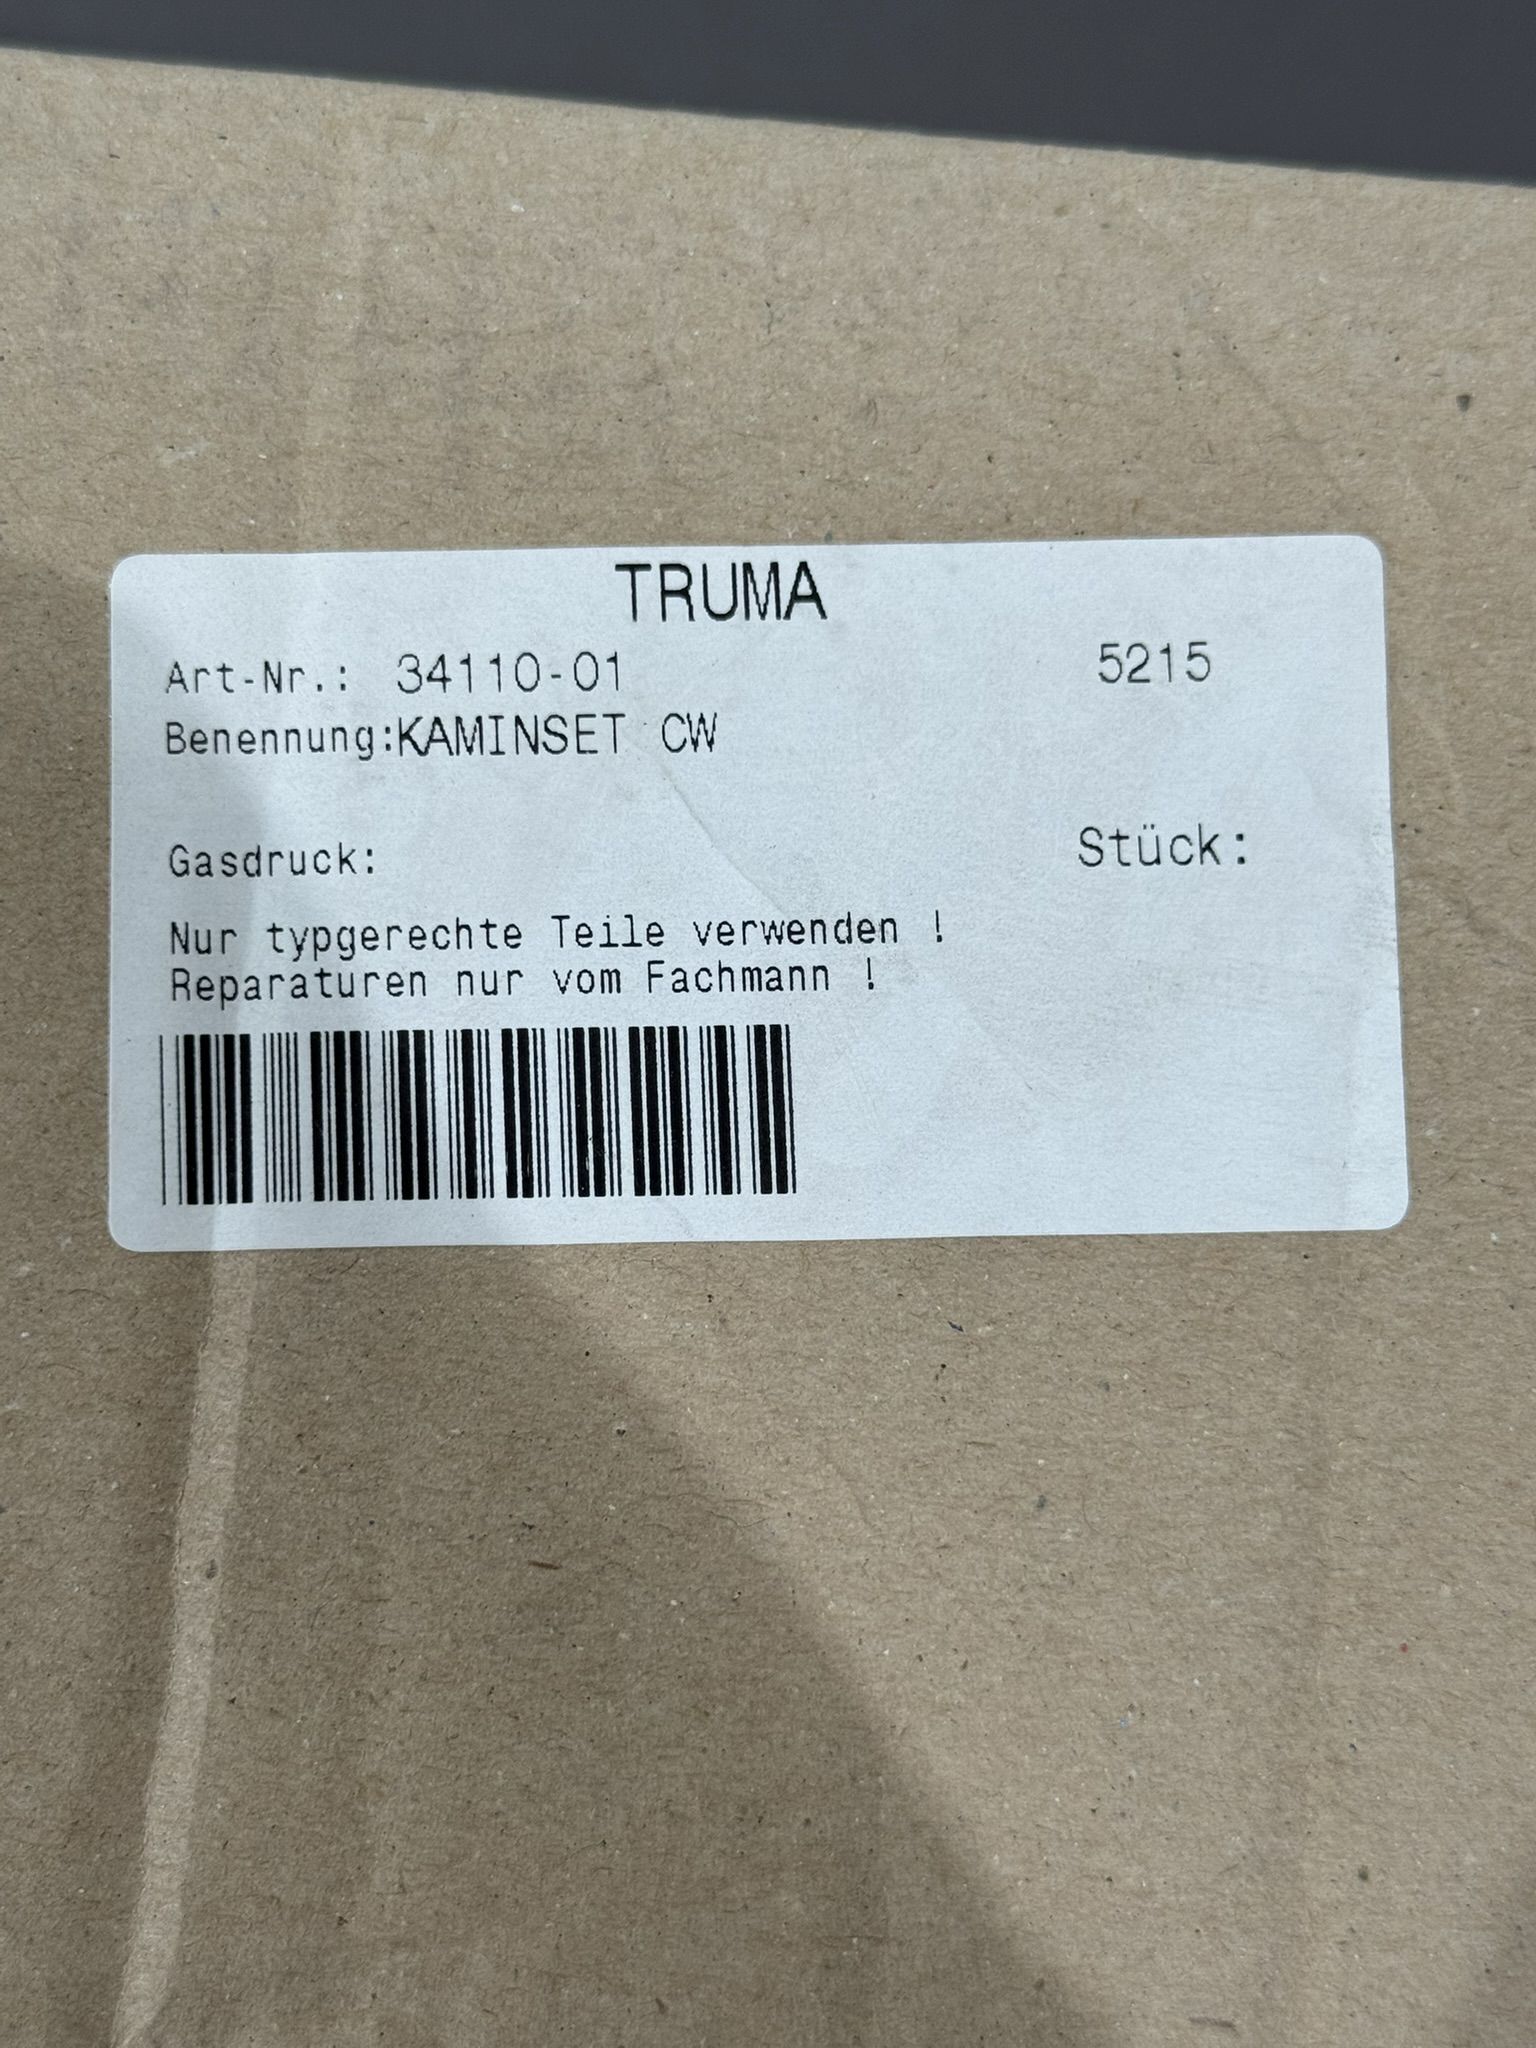 TRUMA
Art-Nr.: 34110-01 5215
Benennung:KAMINSET CW
Gasdruck: Stück:
Nur typgerechte Teile verwenden !
Reparaturen nur vom Fachmann !